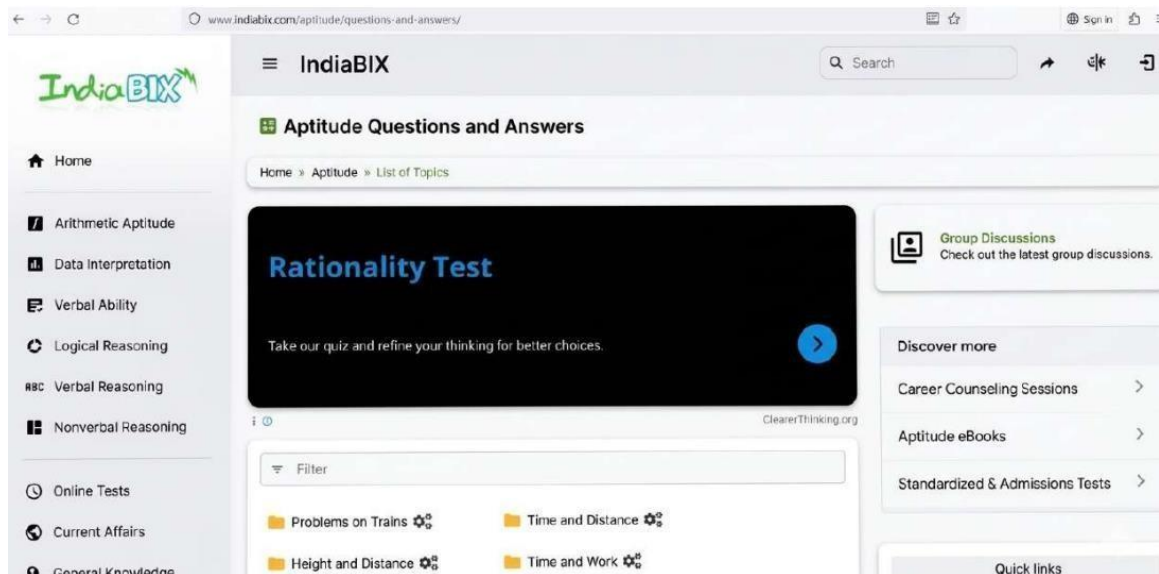 www.indiabix.com/aptitude/questions-and-answers/
Sign in
IndiaBIX
≡ IndiaBIX
Search
Aptitude Questions and Answers
Home
Home » Aptitude » List of Topics
Arithmetic Aptitude
Data Interpretation
Verbal Ability
Logical Reasoning
ABC Verbal Reasoning
Nonverbal Reasoning
Online Tests
Current Affairs
General Knowledge
Rationality Test
Take our quiz and refine your thinking for better choices.
ClearerThinking.org
Filter
Problems on Trains
Time and Distance
Height and Distance
Time and Work
Group Discussions
Check out the latest group discussions.
Discover more
Career Counseling Sessions
Aptitude eBooks
Standardized & Admissions Tests
Quick links